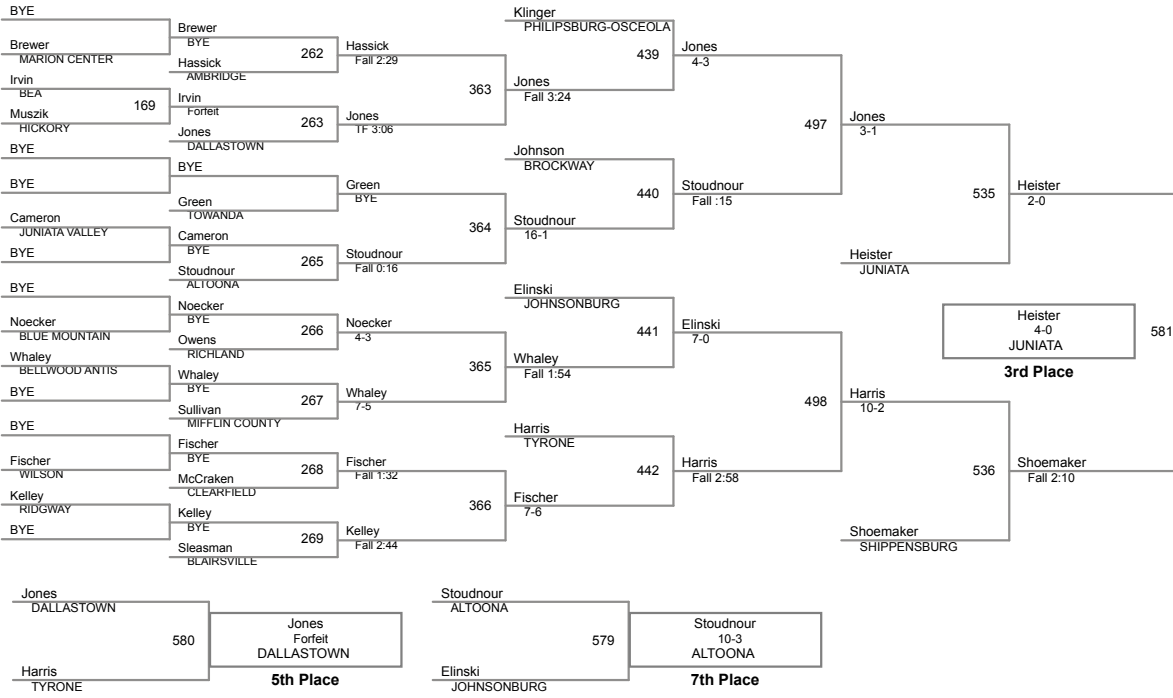 BYE
Brewer
MARION CENTER
Irvin
BEA
169
Muszik
HICKORY
BYE
BYE
Cameron
JUNIATA VALLEY
BYE
BYE
Noecker
BLUE MOUNTAIN
Whaley
BELLWOOD ANTIS
BYE
BYE
Fischer
WILSON
Kelley
RIDGWAY
BYE
Brewer
BYE
262
Hassick
AMBRIDGE
Irvin
Forfeit
263
Jones
DALLASTOWN
BYE
Green
TOWANDA
Cameron
BYE
265
Stoudnour
ALTOONA
Noecker
BYE
266
Owens
RICHLAND
Whaley
BYE
267
Sullivan
MIFFLIN COUNTY
Fischer
BYE
268
McCraken
CLEARFIELD
Kelley
BYE
269
Sleasman
BLAIRSVILLE
Hassick
Fall 2:29
363
Jones
TF 3:06
Green
BYE
364
Stoudnour
Fall 0:16
Noecker
4-3
365
Whaley
7-5
Fischer
Fall 1:32
366
Kelley
Fall 2:44
Klinger
PHILIPSBURG-OSCEOLA
439
Jones
Fall 3:24
Johnson
BROCKWAY
440
Stoudnour
16-1
Elinski
JOHNSONBURG
441
Whaley
Fall 1:54
Harris
TYRONE
442
Fischer
7-6
Jones
4-3
497
Stoudnour
Fall :15
Elinski
7-0
498
Harris
Fall 2:58
Jones
3-1
535
Heister
JUNIATA
Harris
10-2
536
Shoemaker
SHIPPENSBURG
Heister
2-0
Heister
4-0
JUNIATA
581
3rd Place
Shoemaker
Fall 2:10
Jones
DALLASTOWN
580
Harris
TYRONE
Jones
Forfeit
DALLASTOWN
5th Place
Stoudnour
ALTOONA
579
Elinski
JOHNSONBURG
Stoudnour
10-3
ALTOONA
7th Place